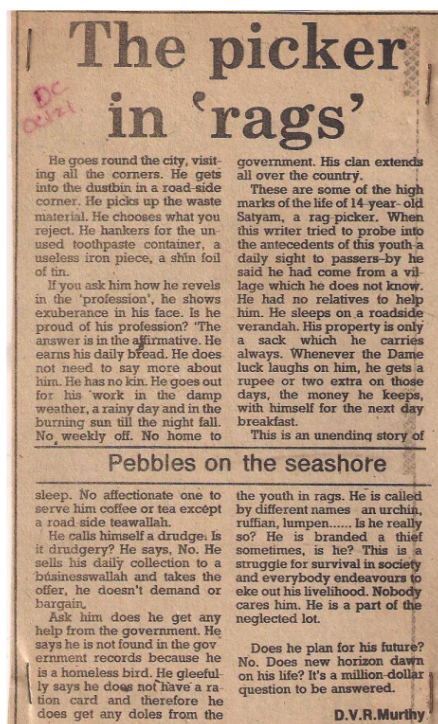 The picker
in 'rags'
DC
Pebbles on the seashore
He goes round the city, visit-
ing all the corners. He gets
into the dustbin in a road-side
corner. He picks up the waste
material. He chooses what you
reject. He hankers for the un-
used toothpaste container, a
useless iron piece, a shin foil
of tin.
If you ask him how he revels
in the 'profession', he shows
exuberance in his face. Is he
proud of his profession? 'The
answer is in the affirmative. He
earns his daily bread. He does
not need to say more about
him. He has no kin. He goes out
for his work in the damp
weather, a rainy day and in the
burning sun till the night fall.
No weekly off. No home to
sleep. No affectionate one to
serve him coffee or tea except
a road side teawallah.
He calls himself a drudge. Is
it drudgery? He says, No. He
sells his daily collection to a
businesswallah and takes the
offer, he doesn't demand or
bargain.
Ask him does he get any
help from the government. He
says he is not found in the gov
ernment records because he
is a homeless bird. He gleeful-
ly says he does not have a ra-
tion card and therefore he
does get any doles from the
government. His clan extends
all over the country.
These are some of the high
marks of the life of 14-year- old
Satyam, a rag-picker. When
this writer tried to probe into
the antecedents of this youth-a
daily sight to passers-by he
said he had come from a vil-
lage which he does not know.
He had no relatives to help
him. He sleeps on a roadside
verandah. His property is only
a sack which he carries
always. Whenever the Dame
luck laughs on him, he gets a
rupee or two extra on those
days, the money he keeps,
with himself for the next day
breakfast.
This is an unending story of
the youth in rags. He is called
by different names an urchin,
ruffian, lumpen...... Is he really
so? He is branded a thief
sometimes, is he? This is a
struggle for survival in society
and everybody endeavours to
eke out his livelihood. Nobody
cares him. He is a part of the
neglected lot.
Does he plan for his future?
No. Does new horizon dawn
on his life? It's a million-dollar
question to be answered.
D.V.R.Murthy